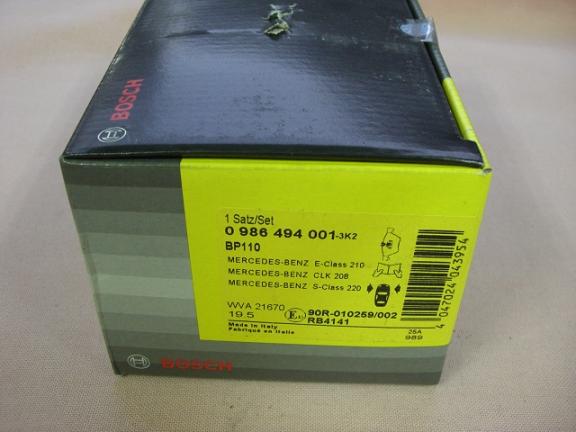 BOSCH
1 Satz/Set
0 986 494 001-3K2
BP110
MERCEDES-BENZ E-Class 210
MERCEDES-BENZ CLK 208
MERCEDES-BENZ S-Class 220
WVA 21670
19.5
90R-010259/002
RB4141
Made in Italy
Fabriqué en Italie
25A
989
4 047024 043954
BOSCH